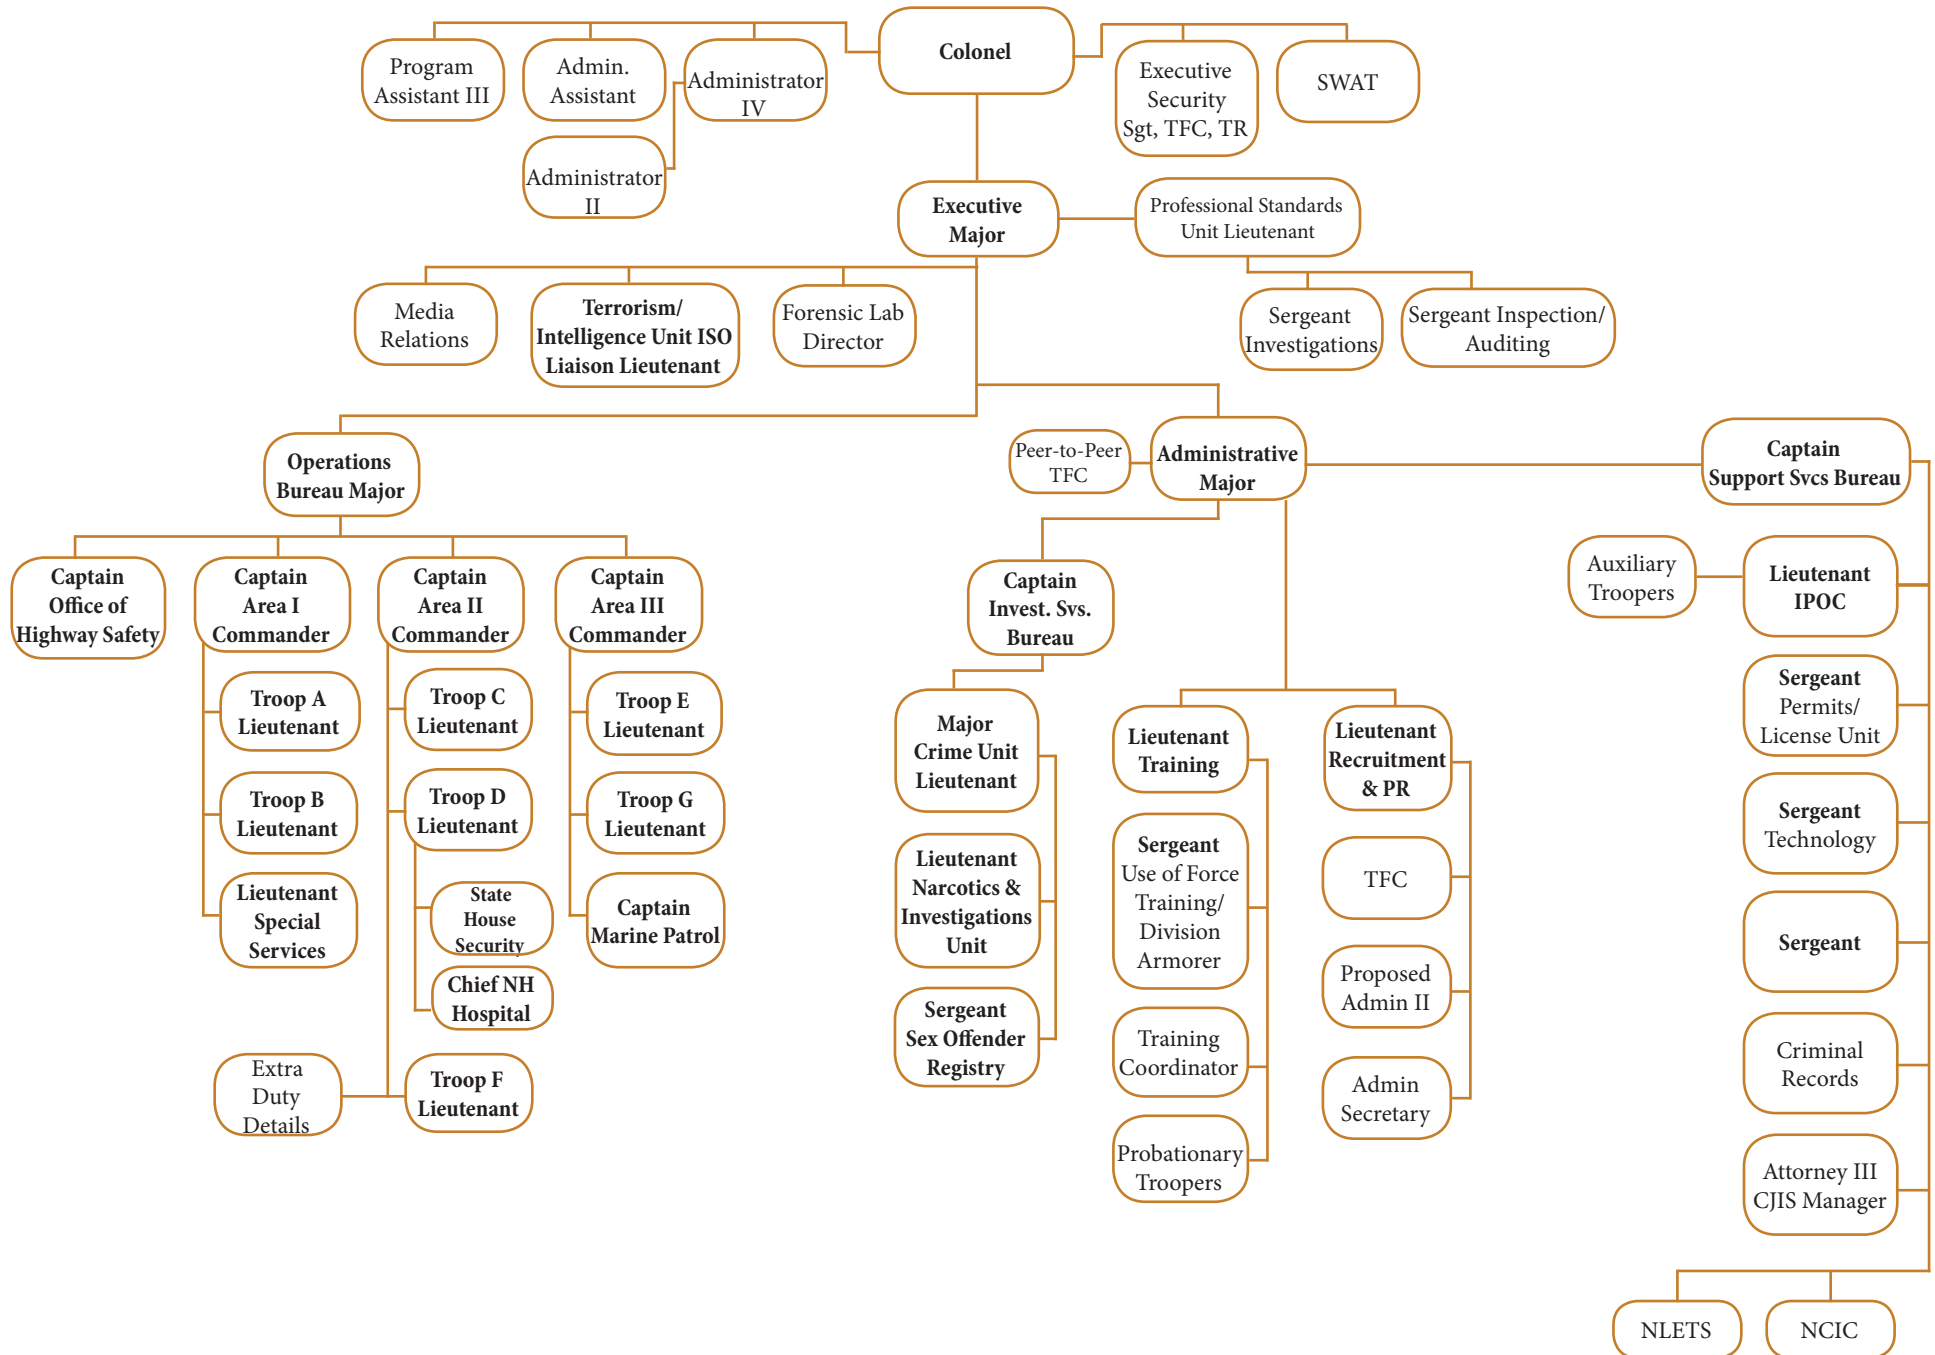 Colonel
Program
Assistant III
Admin.
Assistant
Administrator
IV
Administrator
II
Executive
Security
Sgt, TFC, TR
SWAT
Executive
Major
Professional Standards
Unit Lieutenant
Sergeant
Investigations
Sergeant Inspection/
Auditing
Media
Relations
Terrorism/
Intelligence Unit ISO
Liaison Lieutenant
Forensic Lab
Director
Operations
Bureau Major
Peer-to-Peer
TFC
Administrative
Major
Captain
Support Svcs Bureau
Captain
Office of
Highway Safety
Captain
Area I
Commander
Captain
Area II
Commander
Captain
Area III
Commander
Troop A
Lieutenant
Troop B
Lieutenant
Lieutenant
Special
Services
Troop C
Lieutenant
Troop D
Lieutenant
State
House
Security
Chief NH
Hospital
Extra
Duty
Details
Troop F
Lieutenant
Troop E
Lieutenant
Troop G
Lieutenant
Captain
Marine Patrol
Captain
Invest. Svs.
Bureau
Major
Crime Unit
Lieutenant
Lieutenant
Narcotics &
Investigations
Unit
Sergeant
Sex Offender
Registry
Lieutenant
Training
Sergeant
Use of Force
Training/
Division
Armorer
Training
Coordinator
Probationary
Troopers
Lieutenant
Recruitment
& PR
TFC
Proposed
Admin II
Admin
Secretary
Auxiliary
Troopers
Lieutenant
IPOC
Sergeant
Permits/
License Unit
Sergeant
Technology
Sergeant
Criminal
Records
Attorney III
CJIS Manager
NLETS
NCIC